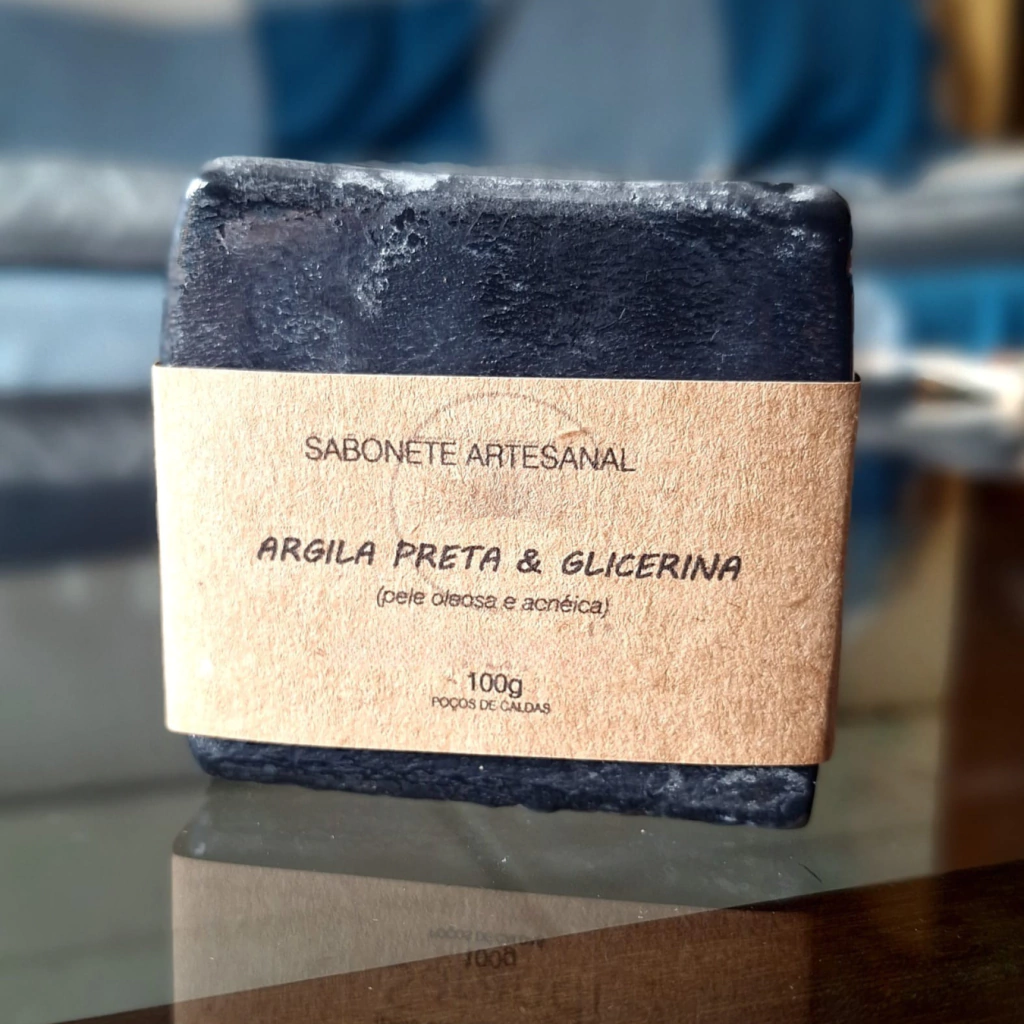 SABONETE ARTESANAL
ARGILA PRETA & GLICERINA
(pele oleosa e acnéica)
100g
POÇOS DE CALDAS